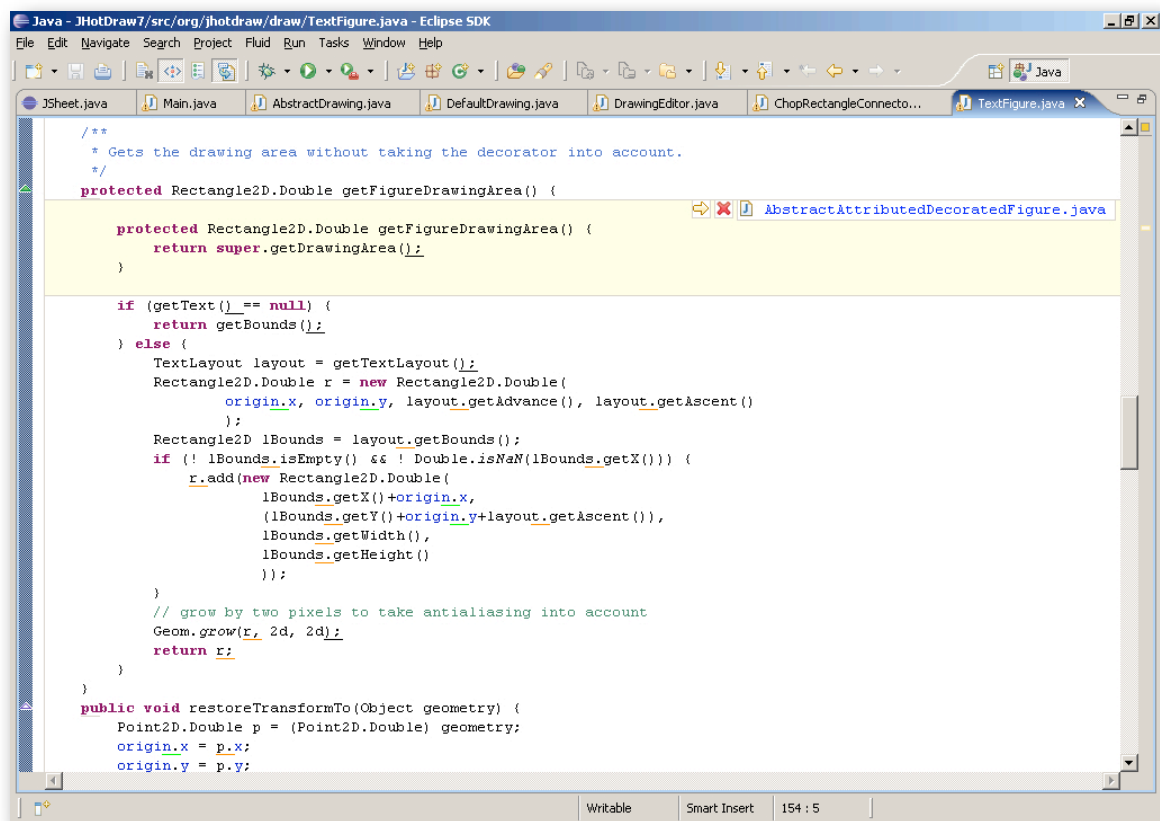 Java - JHotDraw7/src/org/jhotdraw/draw/TextFigure.java - Eclipse SDK
File Edit Navigate Search Project Fluid Run Tasks Window Help
Java
JSheet.java Main.java AbstractDrawing.java DefaultDrawing.java DrawingEditor.java ChopRectangleConnecto... TextFigure.java
/**
* Gets the drawing area without taking the decorator into account.
*/
protected Rectangle2D.Double getFigureDrawingArea() {
AbstractAttributedDecoratedFigure.java
protected Rectangle2D.Double getFigureDrawingArea() {
return super.getDrawingArea();
}
if (getText() == null) {
return getBounds();
} else {
TextLayout layout = getTextLayout();
Rectangle2D.Double r = new Rectangle2D.Double(
origin.x, origin.y, layout.getAdvance(), layout.getAscent()
);
Rectangle2D lBounds = layout.getBounds();
if (! lBounds.isEmpty() && ! Double.isNaN(lBounds.getX())) {
r.add(new Rectangle2D.Double(
lBounds.getX()+origin.x,
(lBounds.getY()+origin.y+layout.getAscent()),
lBounds.getWidth(),
lBounds.getHeight()
));
}
// grow by two pixels to take antialiasing into account
Geom.grow(r, 2d, 2d);
return r;
}
}
public void restoreTransformTo(Object geometry) {
Point2D.Double p = (Point2D.Double) geometry;
origin.x = p.x;
origin.y = p.y;
Writable Smart Insert 154 : 5